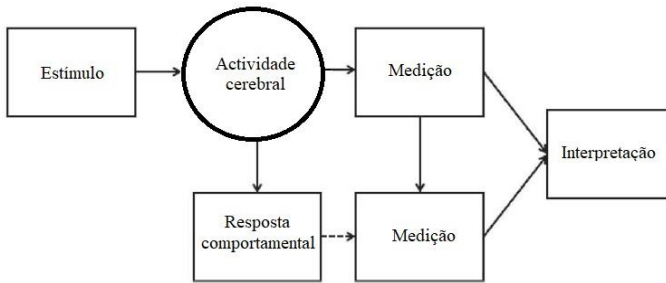 Estímulo
Actividade
cerebral
Medição
Interpretação
Resposta
comportamental
Medição